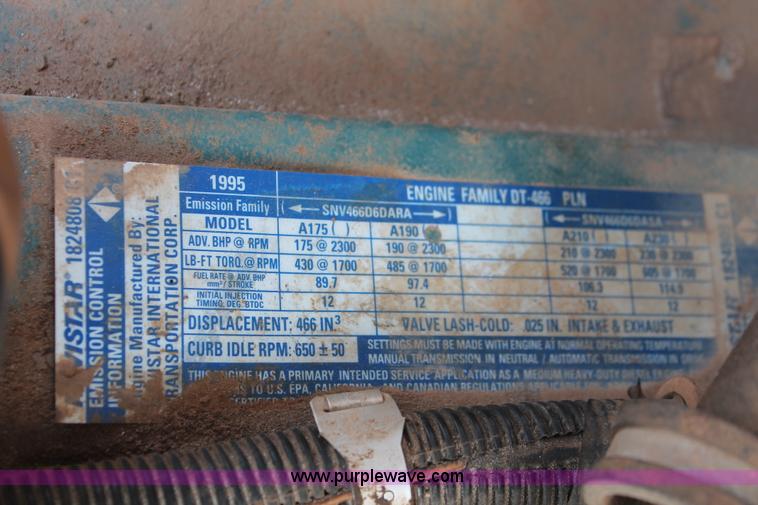 VISTAR 1824808 C1
EMISSION CONTROL
INFORMATION
Engine Manufactured By:
VISTAR INTERNATIONAL
TRANSPORTATION CORP.
1995 ENGINE FAMILY DT-466 PLN
Emission Family SNV466D6DARA SNV466D6DASA
MODEL A175 ( ) A190 A210 ( ) A230 (
ADV. BHP @ RPM 175 @ 2300 190 @ 2300 210 @ 2300 230 @ 2300
LB-FT TORQ.@ RPM 430 @ 1700 485 @ 1700 520 @ 1700 605
FUEL RATE @ ADV. BHP
mm³/ STROKE 89.7 97.4 106.3 114.9
INITIAL INJECTION
TIMING: DEG. BTDC 12 12 12 12
DISPLACEMENT: 466 IN³ VALVE LASH-COLD: .025 IN. INTAKE & EXHAUST
CURB IDLE RPM: 650 ± 50
SETTINGS MUST BE MADE WITH ENGINE AT NORMAL OPERATING TEMPERATURE
MANUAL TRANSMISSION IN NEUTRAL / AUTOMATIC TRANSMISSION IN
THIS ENGINE HAS A PRIMARY INTENDED SERVICE APPLICATION AS A MEDIUM HEAVY-DUTY DIESEL
TO U.S. EPA, CALIFORNIA, AND CANADIAN REGULATIONS
www.purplewave.com